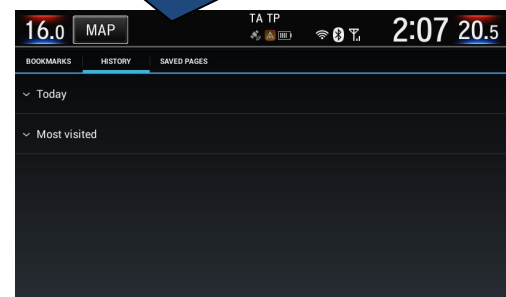 16.0 MAP TA TP 2:07 20.5
BOOKMARKS HISTORY SAVED PAGES
Today
Most visited